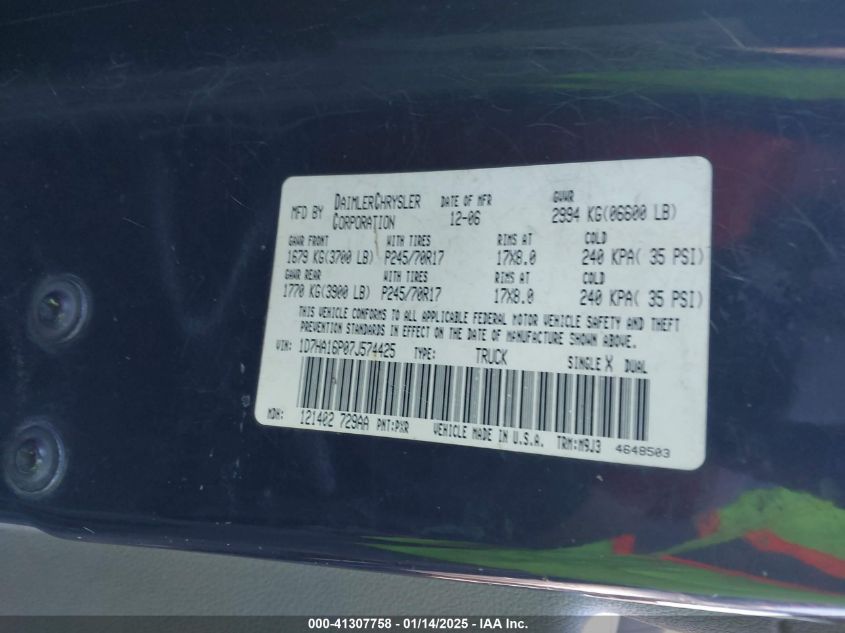 MFD BY DAIMLERCHRYSLER CORPORATION DATE OF MFR 12-06 GVWR 2994 KG(06600 LB)
GAWR FRONT WITH TIRES RIMS AT COLD
1679 KG(3700 LB) P245/70R17 17X8.0 240 KPA( 35 PSI)
GAWR REAR WITH TIRES RIMS AT COLD
1770 KG(3900 LB) P245/70R17 17X8.0 240 KPA( 35 PSI)
THIS VEHICLE CONFORMS TO ALL APPLICABLE FEDERAL MOTOR VEHICLE SAFETY AND THEFT
PREVENTION STANDARDS IN EFFECT ON THE DATE OF MANUFACTURE SHOWN ABOVE.
VIN: 1D7HA16P07J574425 TYPE: TRUCK SINGLE X DUAL
MDH: 121402 729AA PNT:PXR VEHICLE MADE IN U.S.A. TRM:M9J3 4648503
000-41307758 - 01/14/2025 - IAA Inc.